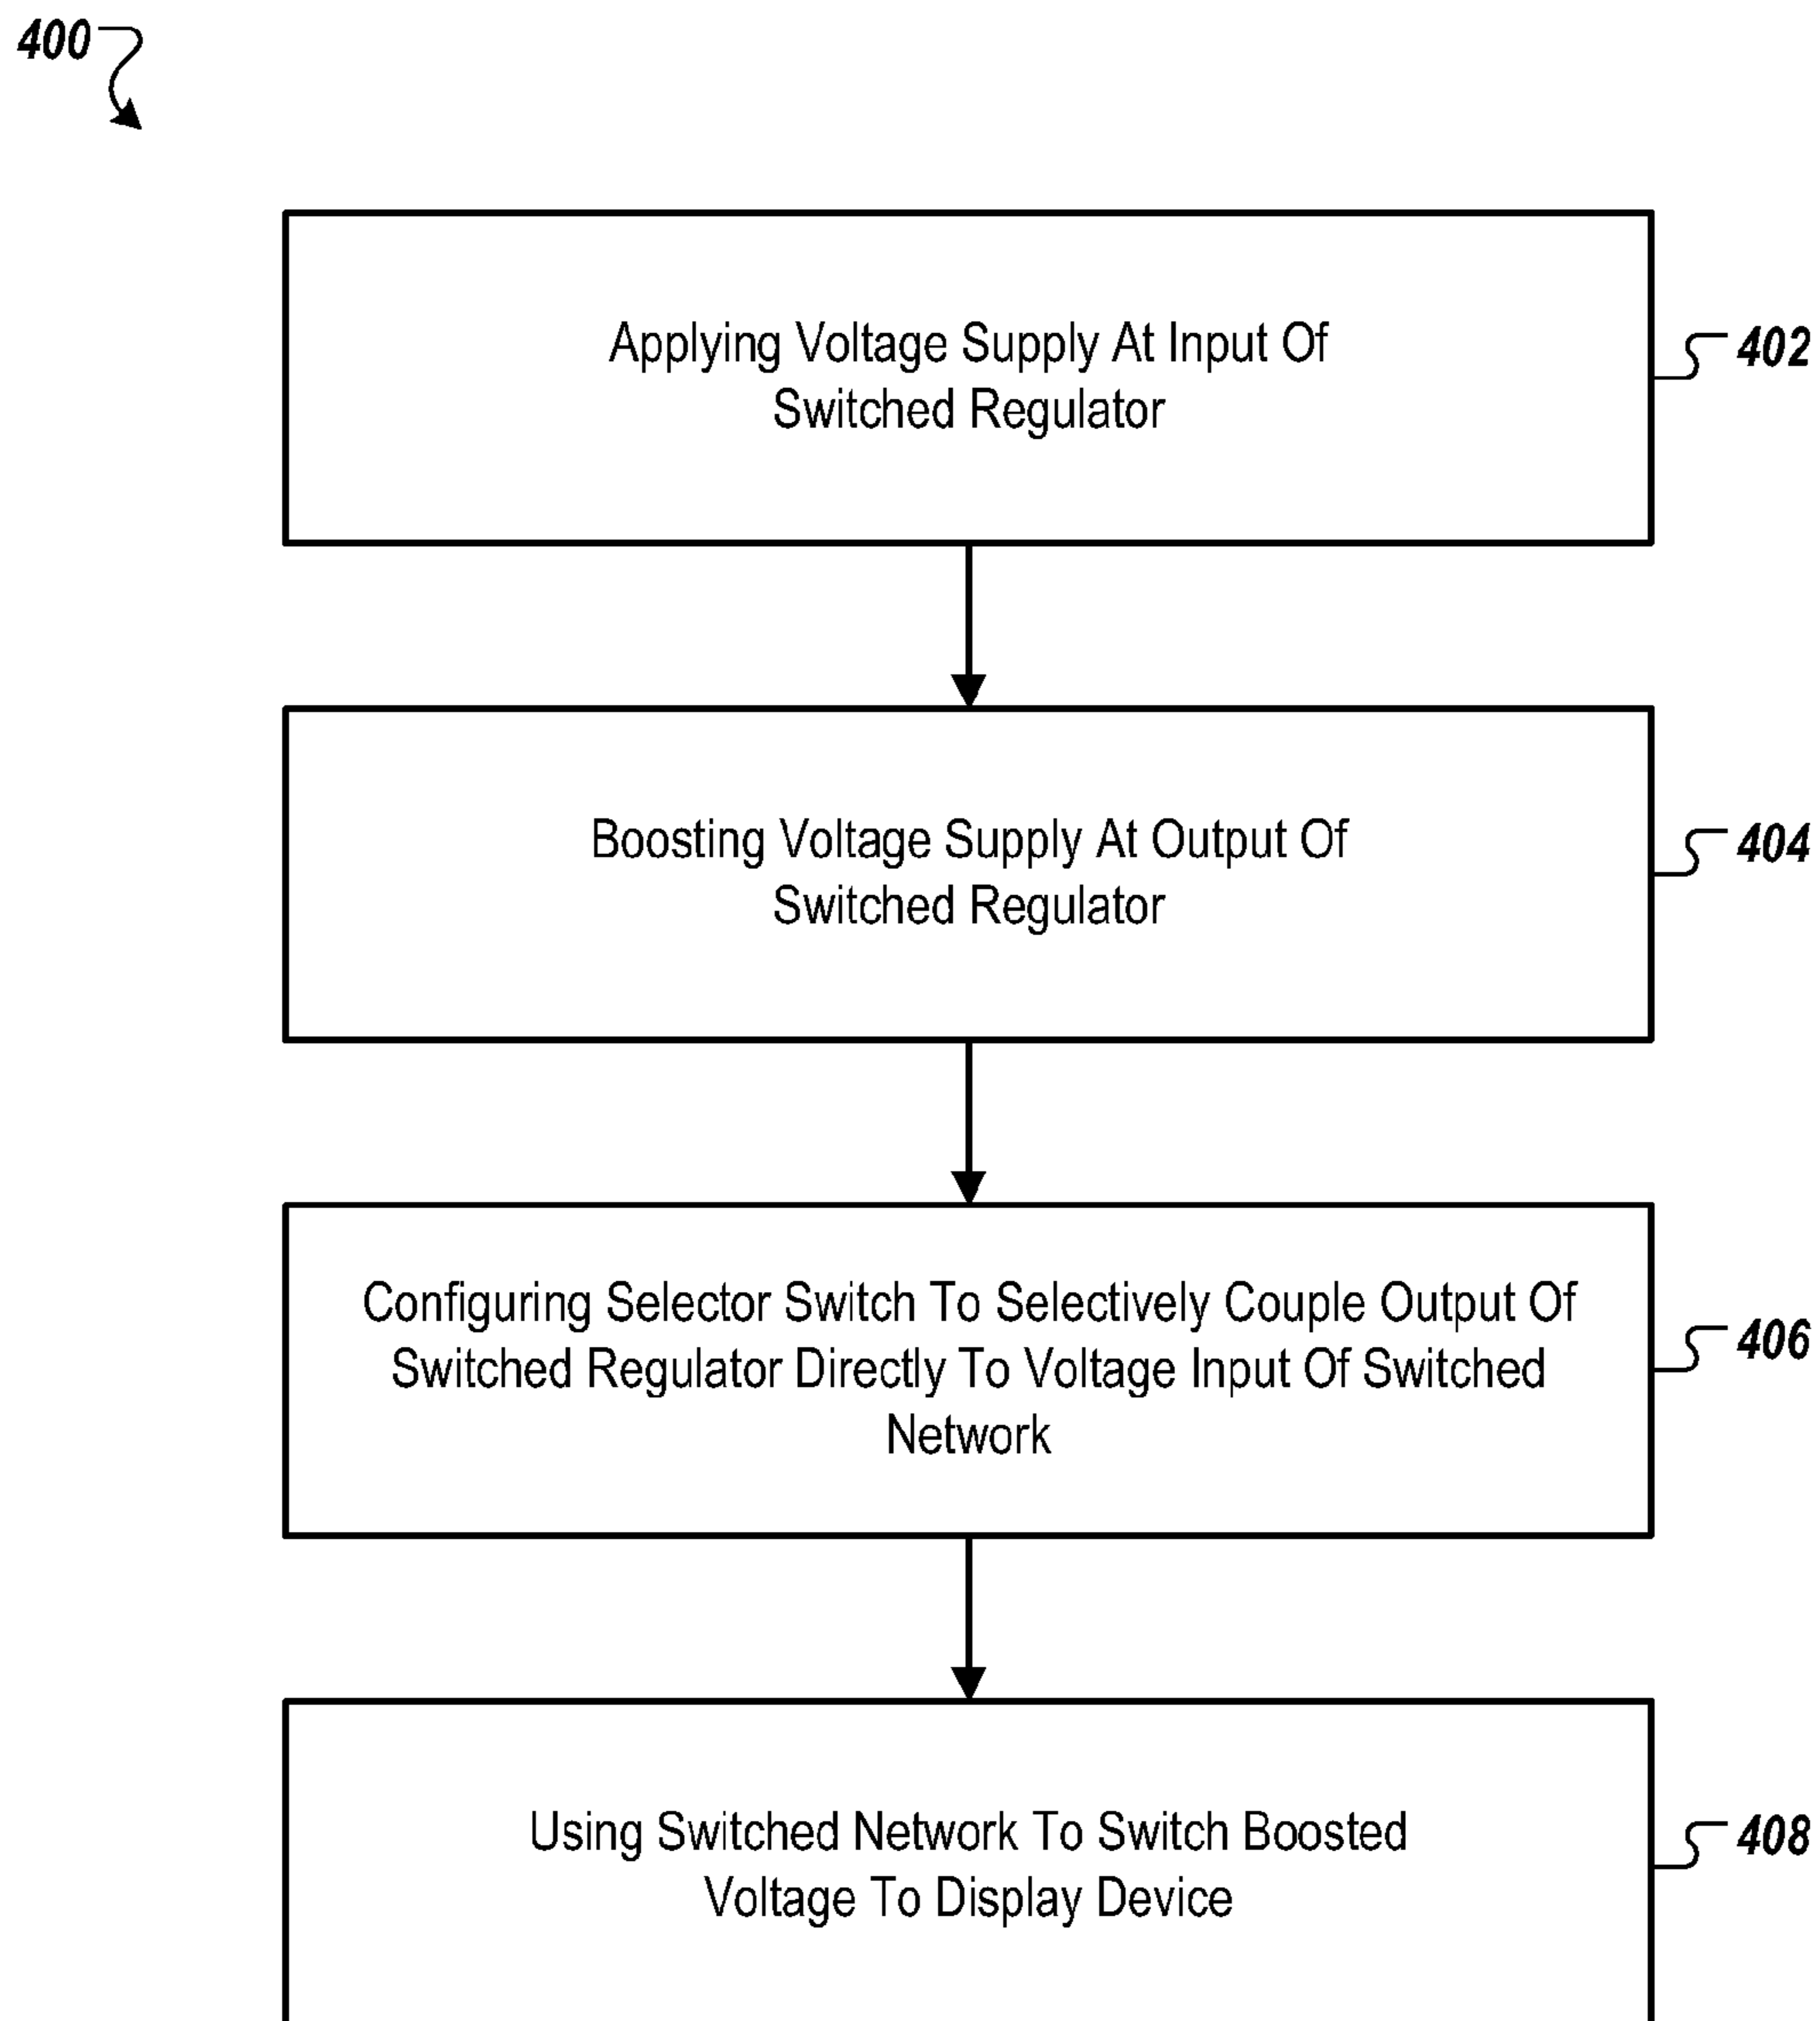 400
Applying Voltage Supply At Input Of
Switched Regulator
402
Boosting Voltage Supply At Output Of
Switched Regulator
404
Configuring Selector Switch To Selectively Couple Output Of
Switched Regulator Directly To Voltage Input Of Switched
Network
406
Using Switched Network To Switch Boosted
Voltage To Display Device
408